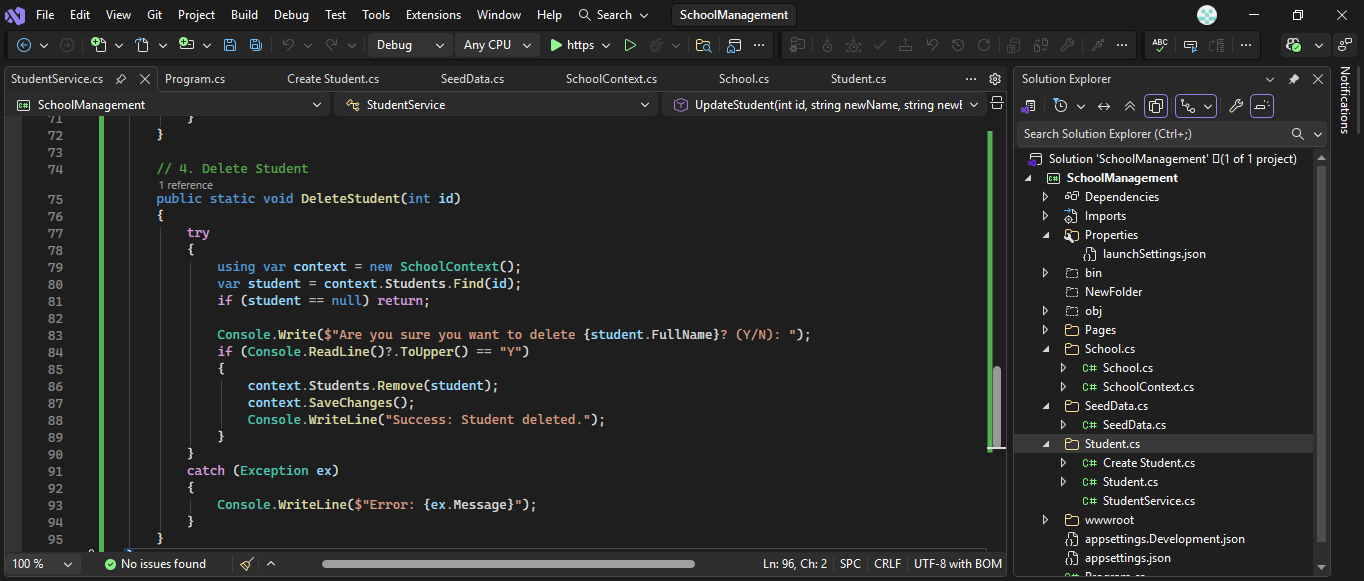 File Edit View Git Project Build Debug Test Tools Extensions Window Help Search SchoolManagement
Debug Any CPU https
StudentService.cs Program.cs Create Student.cs SeedData.cs SchoolContext.cs School.cs Student.cs
SchoolManagement StudentService UpdateStudent(int id, string newName, string newE
71 }
72 }
73
74 // 4. Delete Student
1 reference
75 public static void DeleteStudent(int id)
76 {
77 try
78 {
79 using var context = new SchoolContext();
80 var student = context.Students.Find(id);
81 if (student == null) return;
82
83 Console.Write($"Are you sure you want to delete {student.FullName}? (Y/N): ");
84 if (Console.ReadLine()?.ToUpper() == "Y")
85 {
86 context.Students.Remove(student);
87 context.SaveChanges();
88 Console.WriteLine("Success: Student deleted.");
89 }
90 }
91 catch (Exception ex)
92 {
93 Console.WriteLine($"Error: {ex.Message}");
94 }
95 }
100 % No issues found Ln: 96, Ch: 2 SPC CRLF UTF-8 with BOM
Solution Explorer
Search Solution Explorer (Ctrl+;)
Solution 'SchoolManagement' (1 of 1 project)
C# SchoolManagement
Dependencies
Imports
Properties
launchSettings.json
bin
NewFolder
obj
Pages
School.cs
C# School.cs
C# SchoolContext.cs
SeedData.cs
C# SeedData.cs
Student.cs
C# Create Student.cs
C# Student.cs
C# StudentService.cs
wwwroot
appsettings.Development.json
appsettings.json
Program.cs
Notifications
ABC